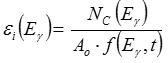 ε_i(E_γ) = N_C(E_γ) / (A_o · f(E_γ, t))